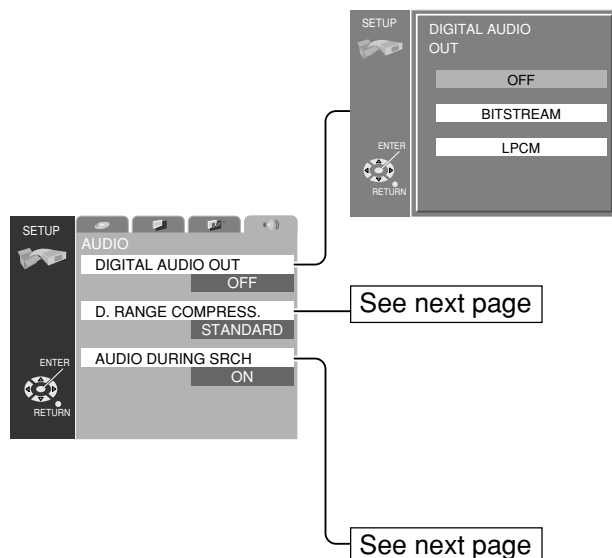 SETUP
DIGITAL AUDIO
OUT
OFF
BITSTREAM
LPCM
ENTER
RETURN
SETUP
AUDIO
DIGITAL AUDIO OUT
OFF
D. RANGE COMPRESS.
STANDARD
AUDIO DURING SRCH
ON
ENTER
RETURN
See next page
See next page